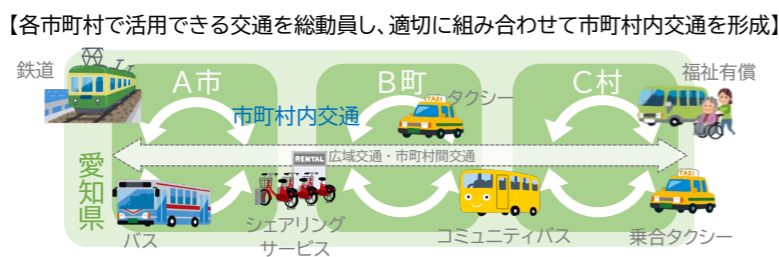 【各市町村で活用できる交通を総動員し、適切に組み合わせて市町村内交通を形成】
鉄道
A市
B町
C村
福祉有償
市町村内交通
TAXI
タクシー
愛知県
広域交通・市町村間交通
RENTAL
TAXI
バス
シェアリング
サービス
コミュニティバス
乗合タクシー